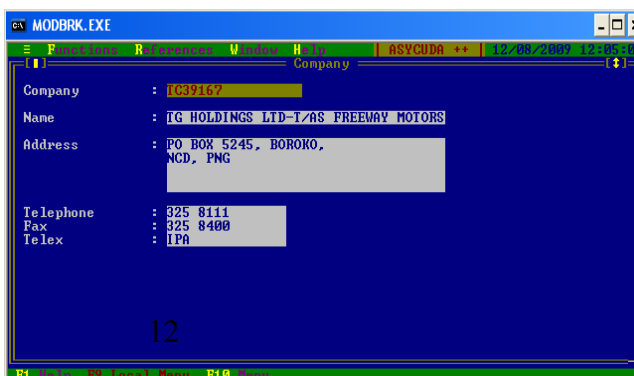 MODBRK.EXE
≡ Functions References Window Help ASYCUDA ++ 12/08/2009 12:05:0
Company
Company : TC39167
Name : TG HOLDINGS LTD-T/AS FREEWAY MOTORS
Address : PO BOX 5245, BOROKO,
NCD, PNG
Telephone : 325 8111
Fax : 325 8400
Telex : IPA
12
F1 Help F9 Local Menu F10 Menu